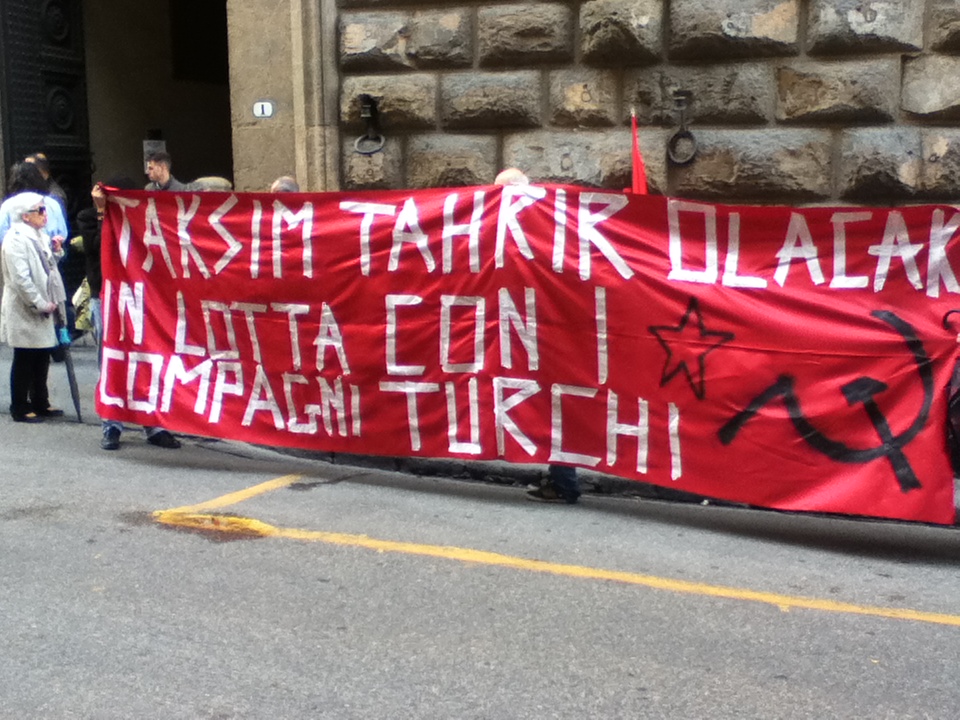 1
TAKSIM TAHRIR OLACAK
IN LOTTA CON I
COMPAGNI TURCHI